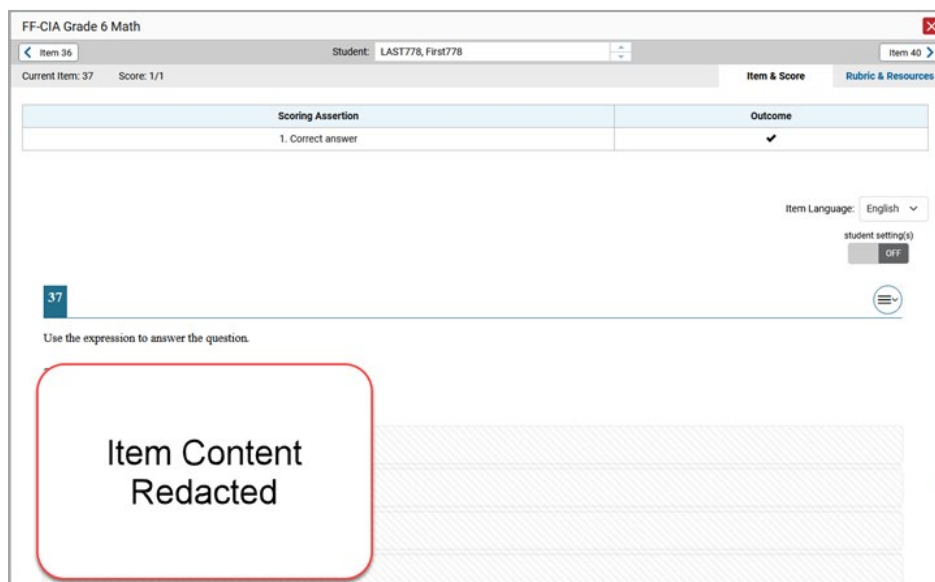 FF-CIA Grade 6 Math
Item 36
Student: LAST778, First778
Item 40
Current Item: 37 Score: 1/1
Item & Score
Rubric & Resources
Scoring Assertion Outcome
1. Correct answer
Item Language: English
student setting(s)
OFF
37
Use the expression to answer the question.
Item Content
Redacted